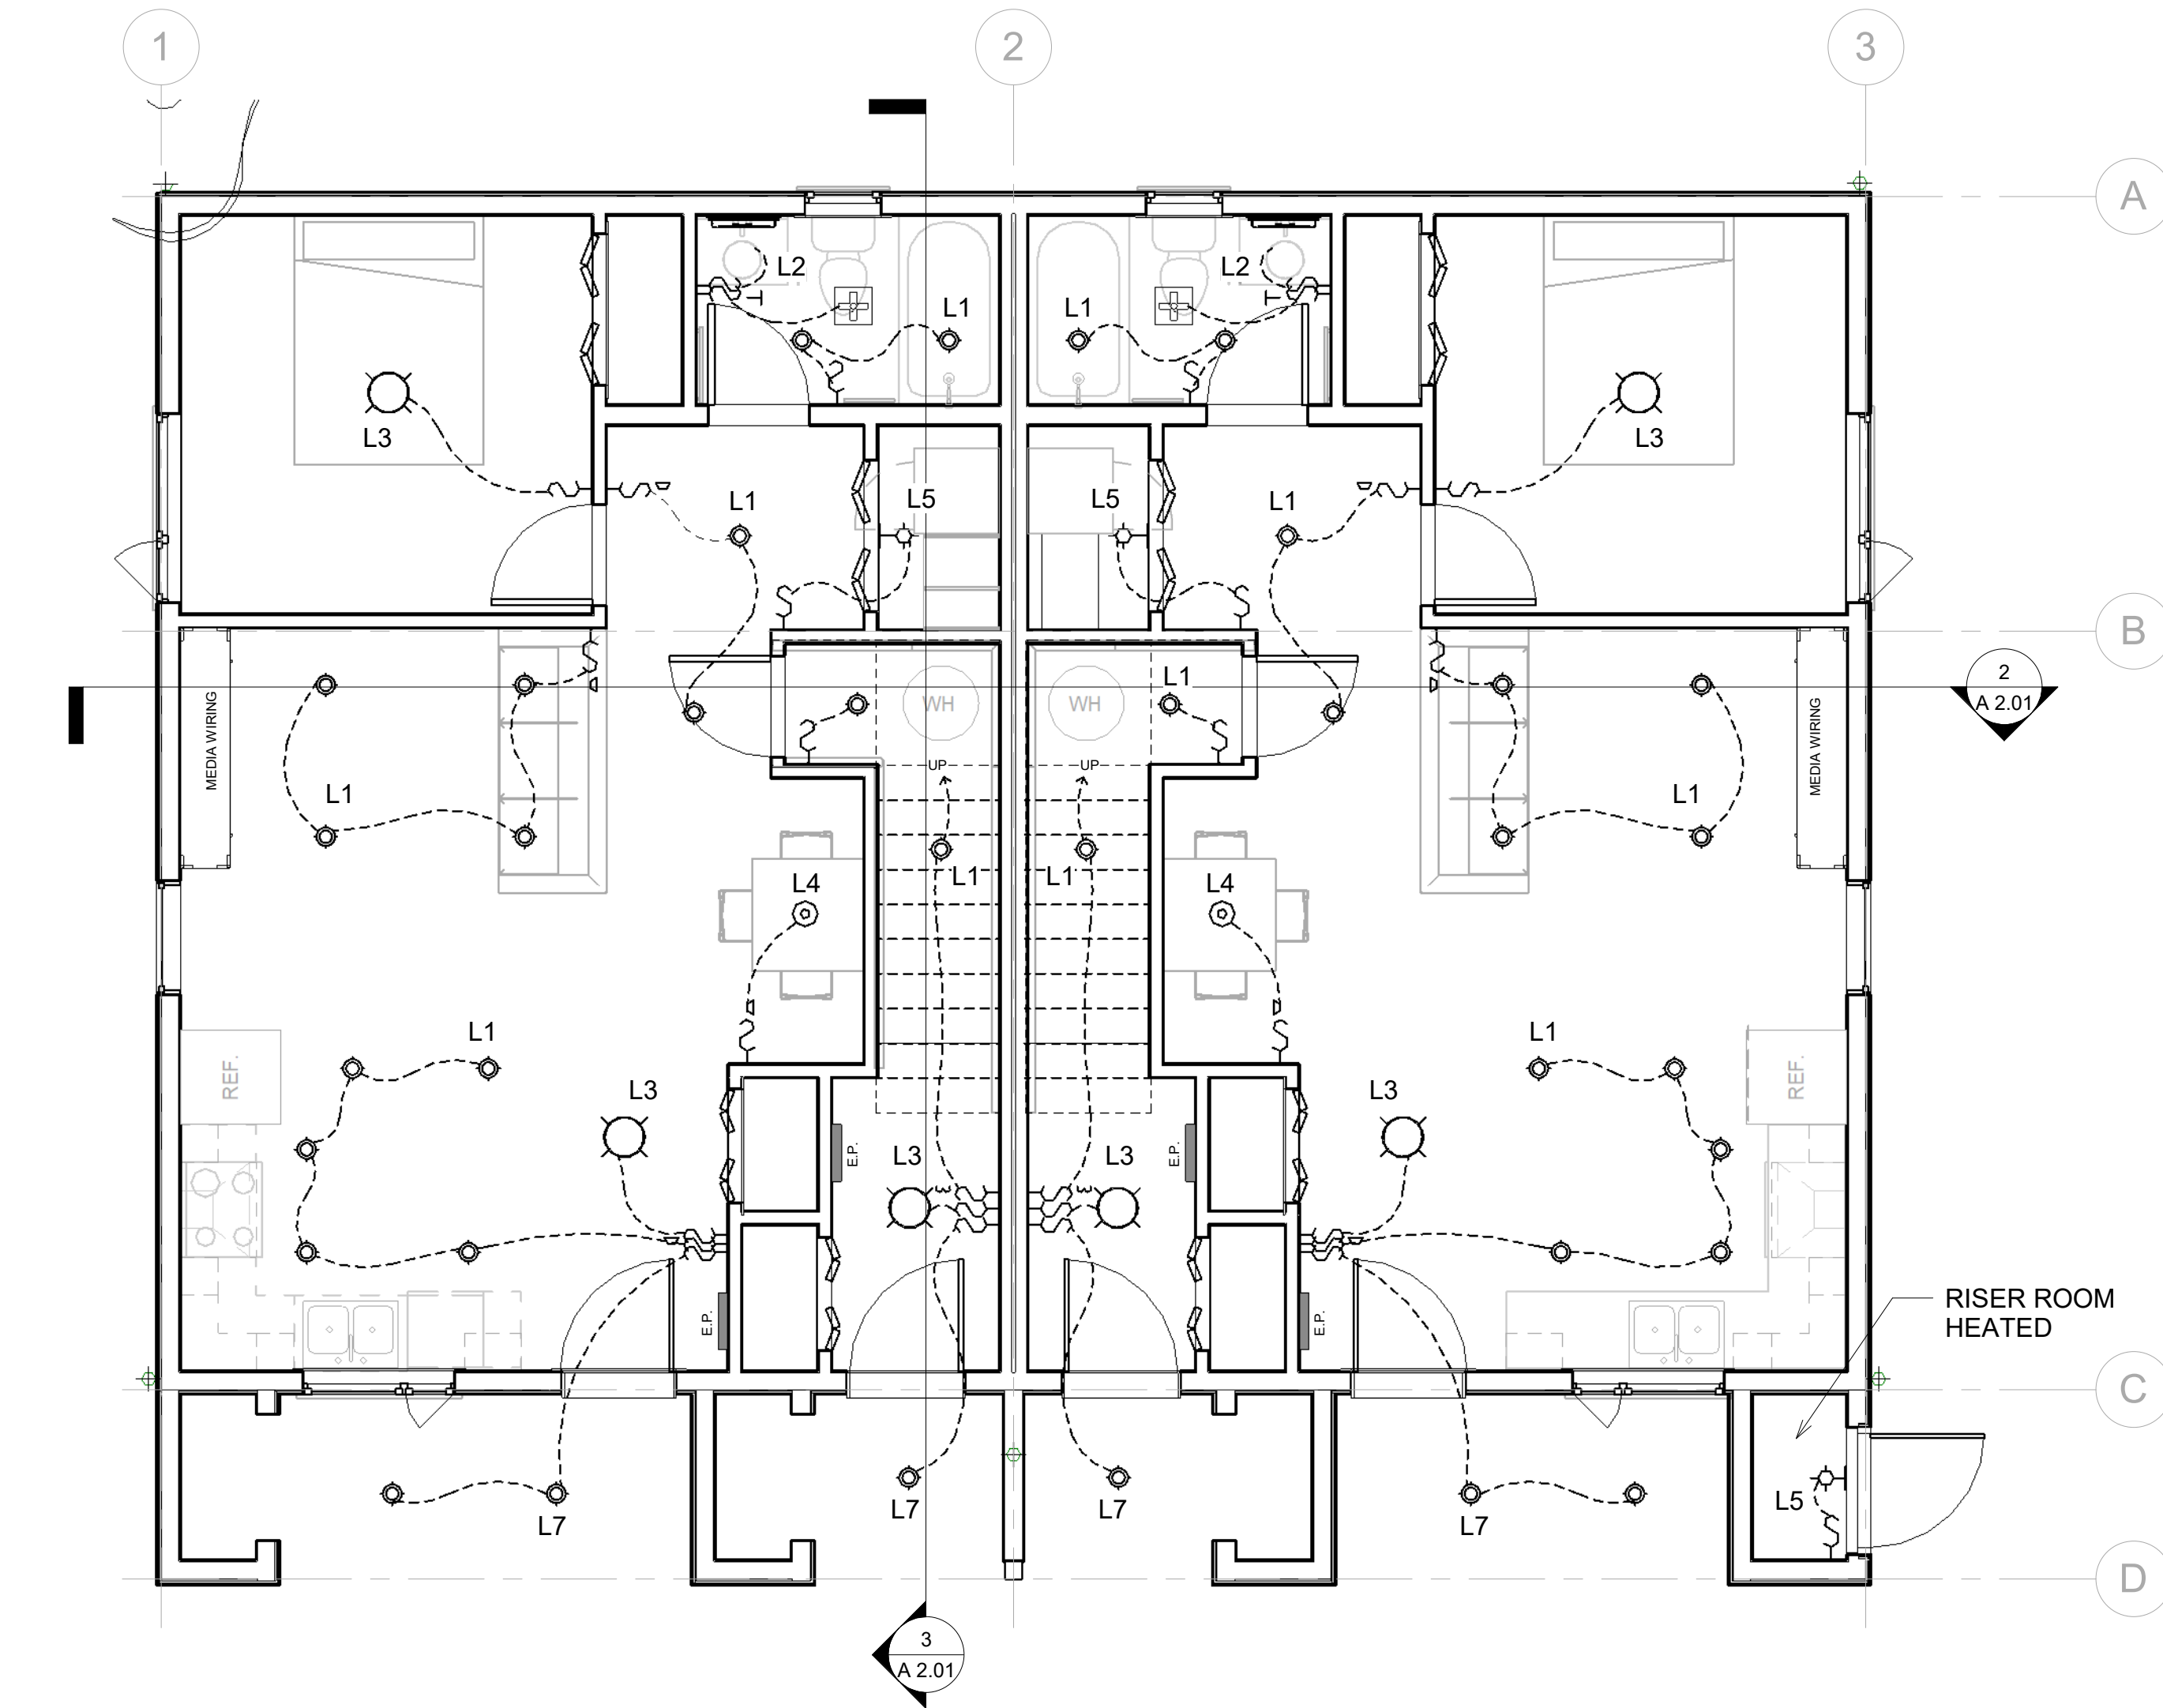 1
2
3
A
L2
L2
L1
L1
L3
L3
L1
L5
L5
L1
B
2
A 2.01
L1
WH
WH
MEDIA WIRING
MEDIA WIRING
UP
UP
L1
L1
L4
L1
L1
L4
L1
L1
REF.
REF.
L3
L3
E.P.
L3
L3
E.P.
E.P.
E.P.
RISER ROOM
HEATED
C
L7
L7
L7
L7
L5
D
3
A 2.01